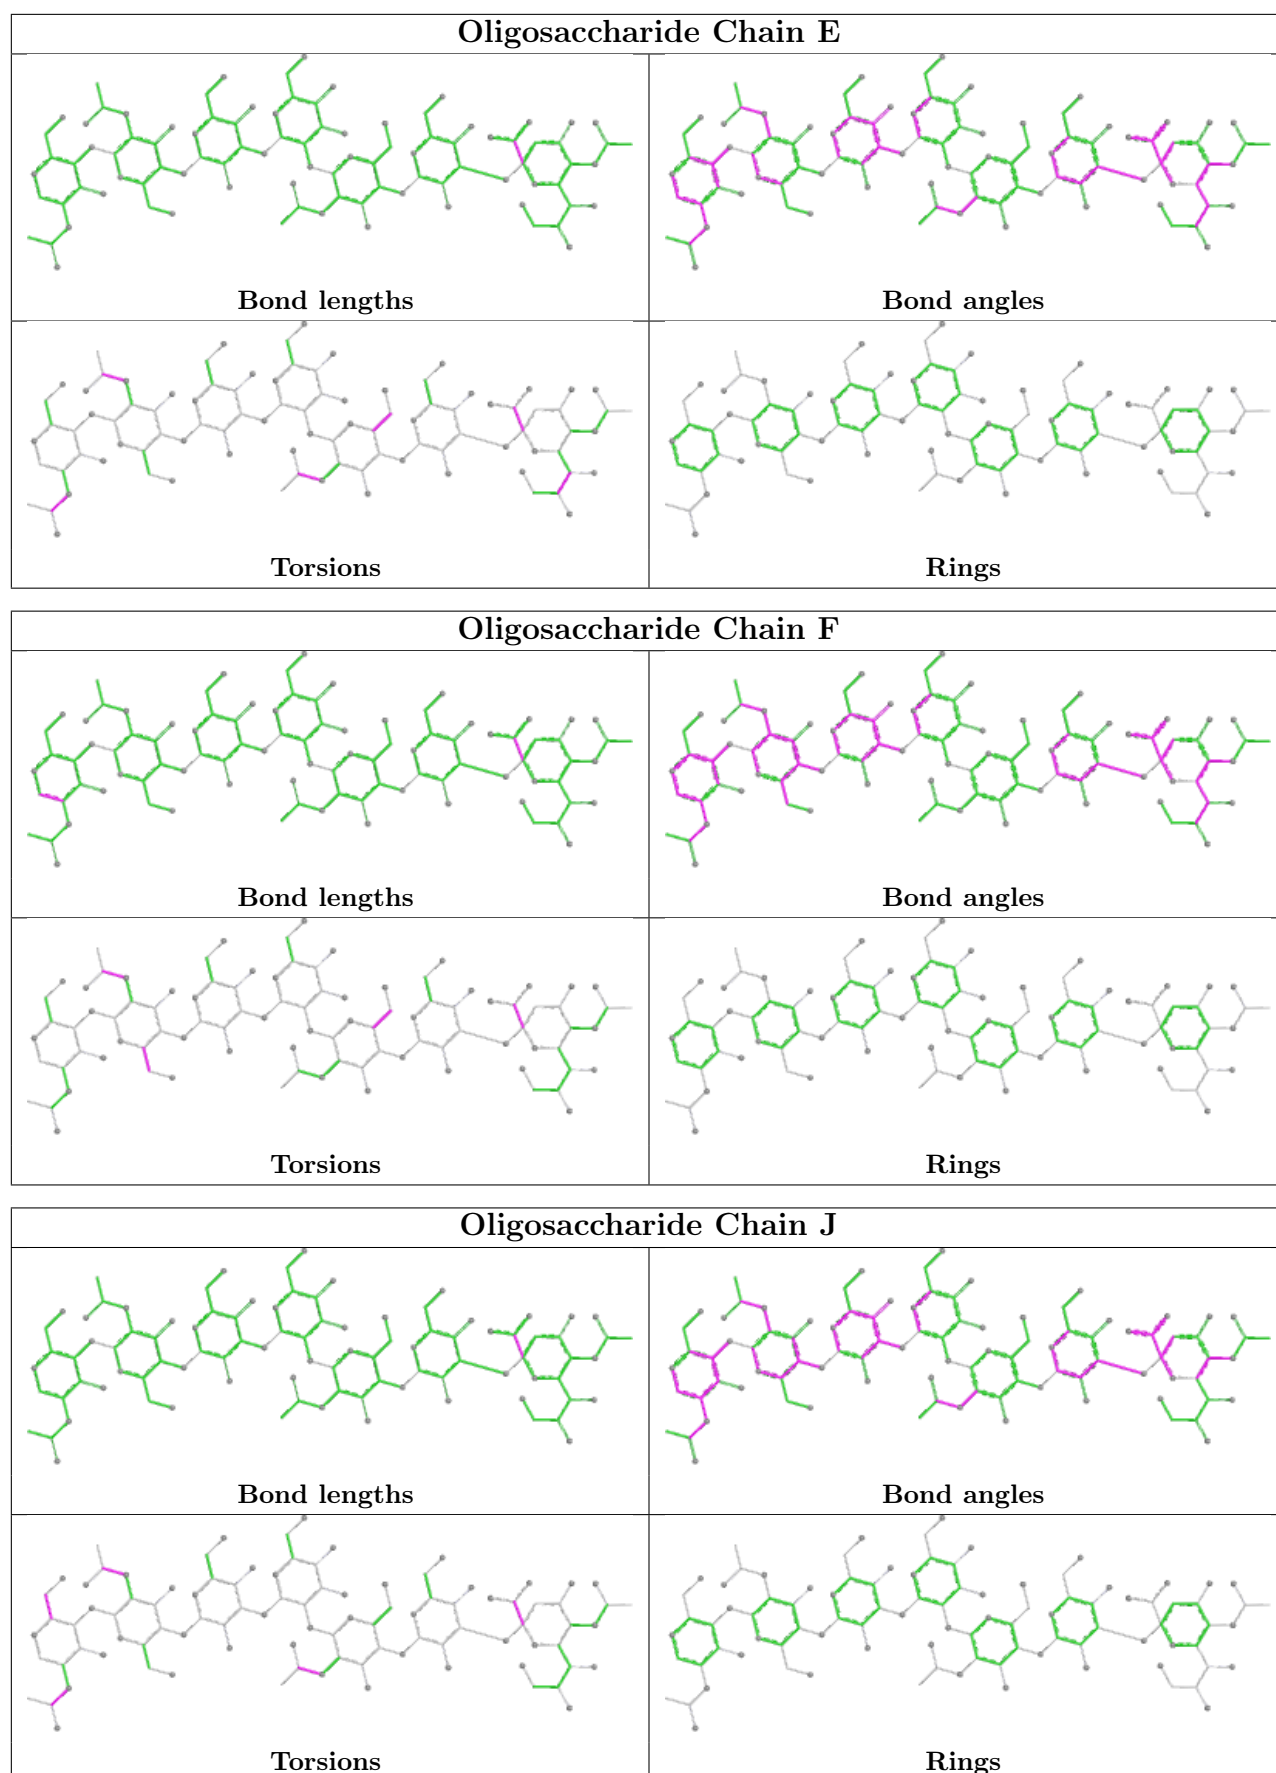 Oligosaccharide Chain E
Bond lengths
Bond angles
Torsions
Rings
Oligosaccharide Chain F
Bond lengths
Bond angles
Torsions
Rings
Oligosaccharide Chain J
Bond lengths
Bond angles
Torsions
Rings